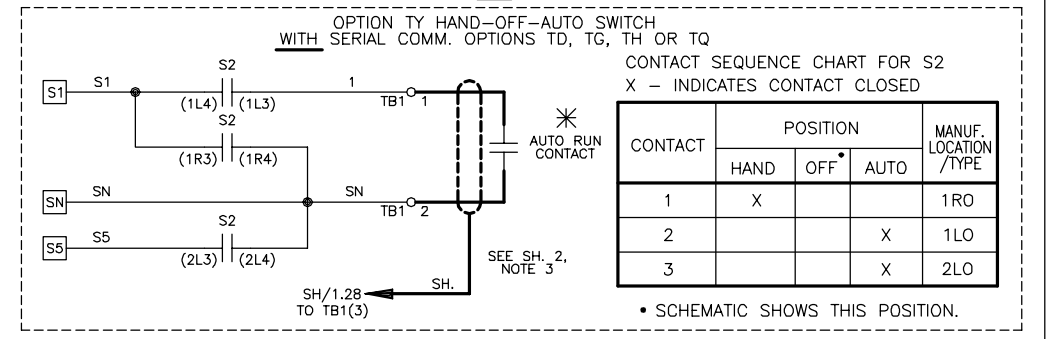 OPTION TY HAND-OFF-AUTO SWITCH
WITH SERIAL COMM. OPTIONS TD, TG, TH OR TQ
S1 S1 S2 (1L4) (1L3) 1 TB1 1
S2 (1R3) (1R4)
✳ AUTO RUN
CONTACT
SN SN SN TB1 2
S5 S5 S2 (2L3) (2L4)
SEE SH. 2,
NOTE 3
SH/1.28 SH.
TO TB1(3)
CONTACT SEQUENCE CHART FOR S2
X - INDICATES CONTACT CLOSED
CONTACT POSITION MANUF.
LOCATION
/TYPE
HAND OFF• AUTO
1 X 1RO
2 X 1LO
3 X 2LO
• SCHEMATIC SHOWS THIS POSITION.